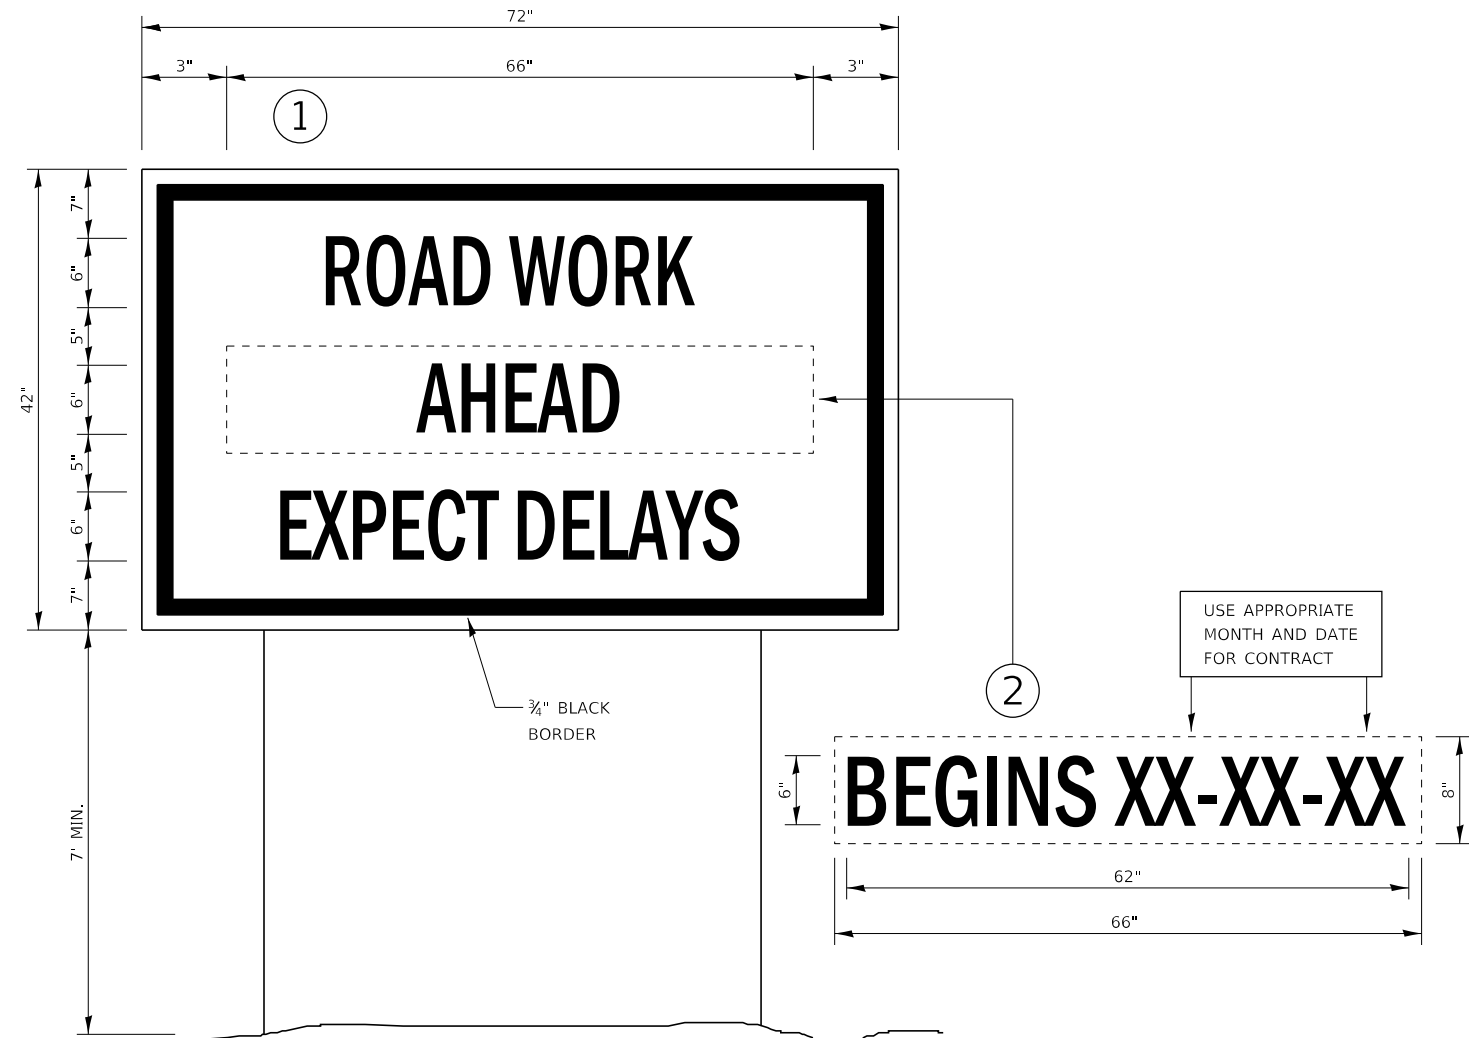 72"
3" 66" 3"
1
7"
6"
5"
6"
5"
6"
7"
42"
ROAD WORK
AHEAD
EXPECT DELAYS
¾" BLACK
BORDER
7' MIN.
2
USE APPROPRIATE
MONTH AND DATE
FOR CONTRACT
6"
BEGINS XX-XX-XX
8"
62"
66"